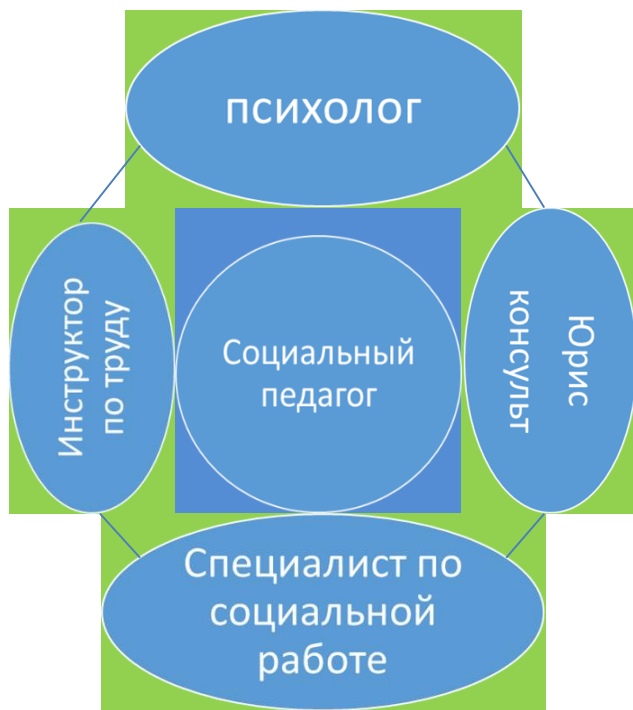 психолог
Инструктор
по труду
Социальный
педагог
Юрис
консульт
Специалист по
социальной
работе